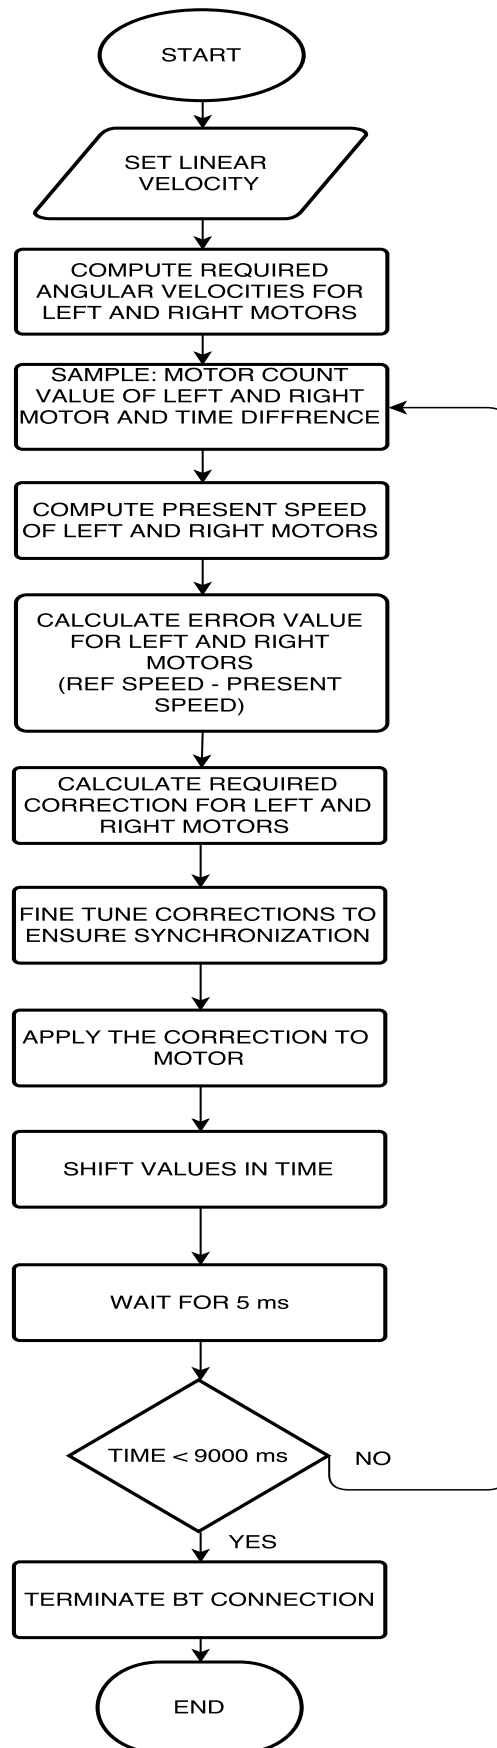 START
SET LINEAR
VELOCITY
COMPUTE REQUIRED
ANGULAR VELOCITIES FOR
LEFT AND RIGHT MOTORS
SAMPLE: MOTOR COUNT
VALUE OF LEFT AND RIGHT
MOTOR AND TIME DIFFRENCE
COMPUTE PRESENT SPEED
OF LEFT AND RIGHT MOTORS
CALCULATE ERROR VALUE
FOR LEFT AND RIGHT
MOTORS
(REF SPEED - PRESENT
SPEED)
CALCULATE REQUIRED
CORRECTION FOR LEFT AND
RIGHT MOTORS
FINE TUNE CORRECTIONS TO
ENSURE SYNCHRONIZATION
APPLY THE CORRECTION TO
MOTOR
SHIFT VALUES IN TIME
WAIT FOR 5 ms
TIME < 9000 ms
NO
YES
TERMINATE BT CONNECTION
END